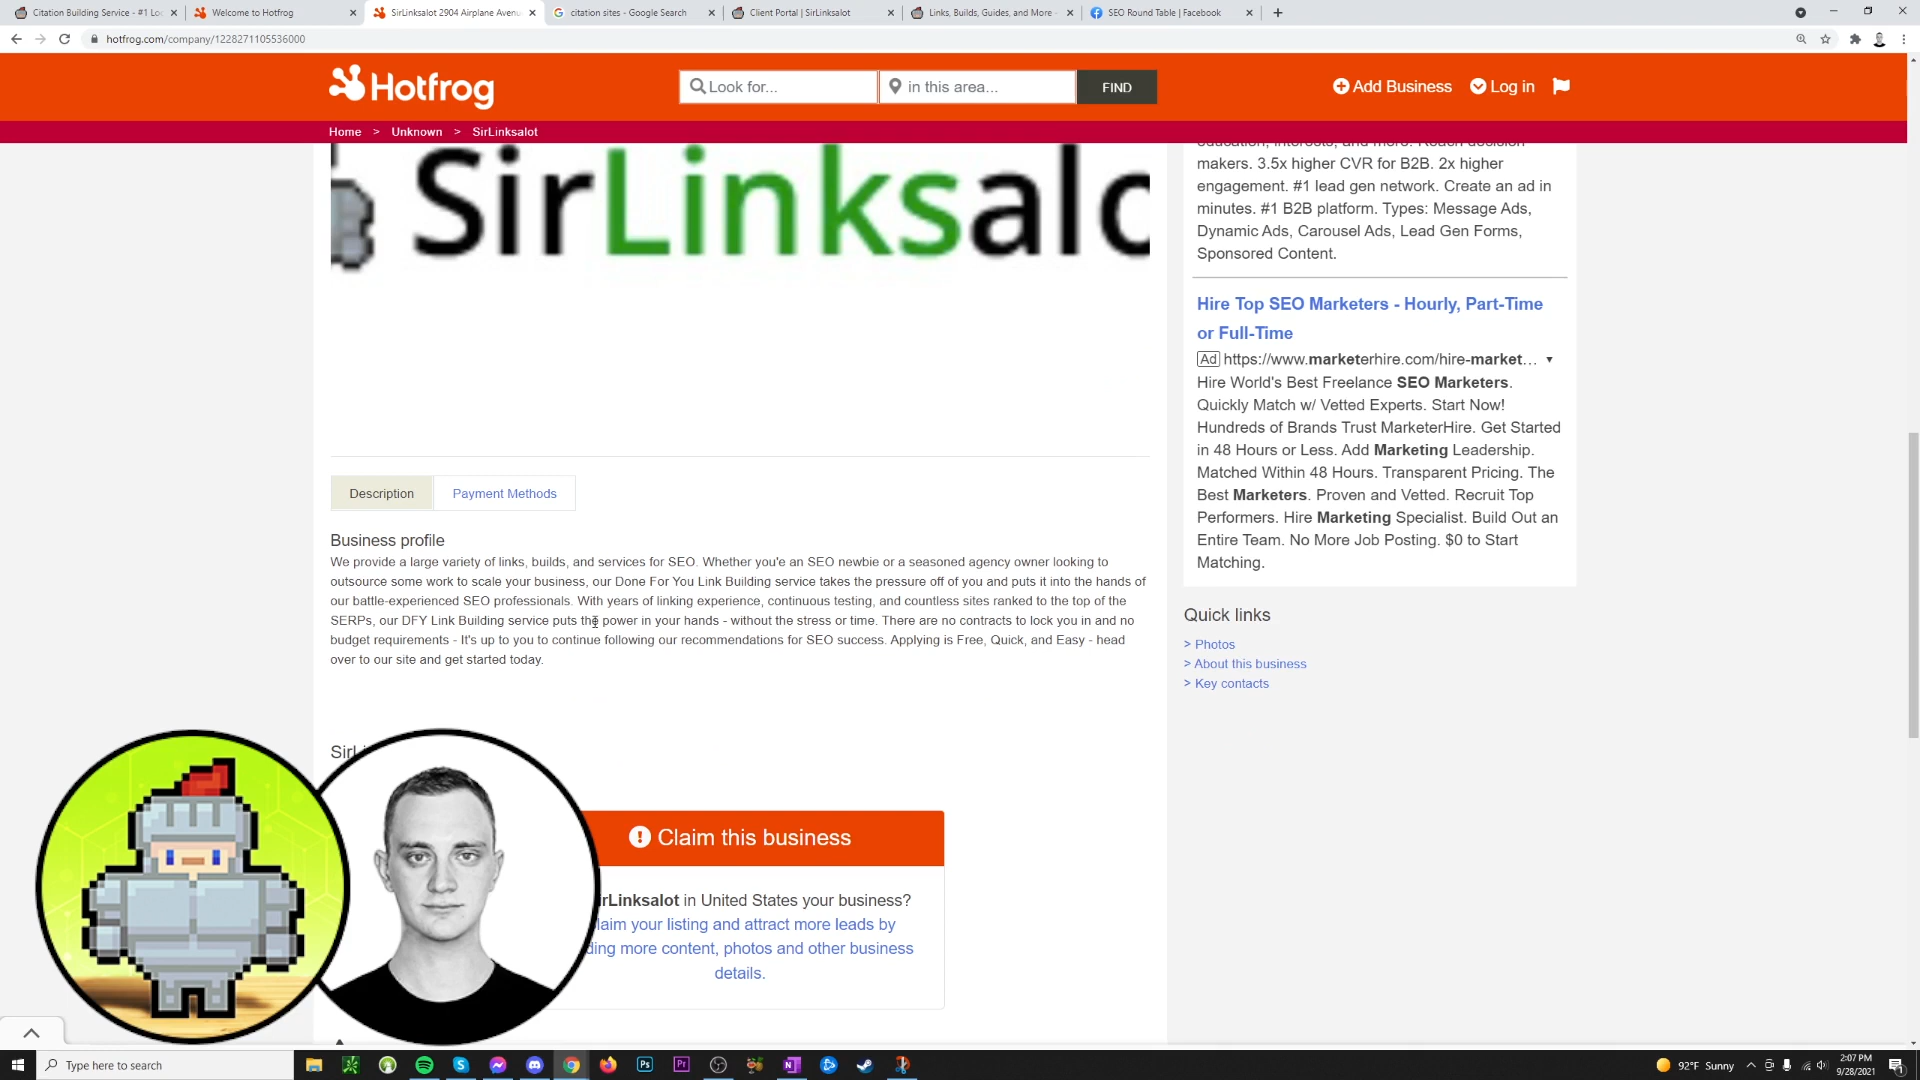 Citation Building Service - #1 Lo
Welcome to Hotfrog
SirLinksalot 2904 Airplane Avenu
citation sites - Google Search
Client Portal | SirLinksalot
Links, Builds, Guides, and More -
SEO Round Table | Facebook
hotfrog.com/company/1228271105536000
Hotfrog
Look for...
in this area...
FIND
Add Business
Log in
Home > Unknown > SirLinksalot
SirLinksalo
education, interests, and more. Reach decision
makers. 3.5x higher CVR for B2B. 2x higher
engagement. #1 lead gen network. Create an ad in
minutes. #1 B2B platform. Types: Message Ads,
Dynamic Ads, Carousel Ads, Lead Gen Forms,
Sponsored Content.
Hire Top SEO Marketers - Hourly, Part-Time
or Full-Time
Ad https://www.marketerhire.com/hire-market...
Hire World's Best Freelance SEO Marketers.
Quickly Match w/ Vetted Experts. Start Now!
Hundreds of Brands Trust MarketerHire. Get Started
in 48 Hours or Less. Add Marketing Leadership.
Matched Within 48 Hours. Transparent Pricing. The
Best Marketers. Proven and Vetted. Recruit Top
Performers. Hire Marketing Specialist. Build Out an
Entire Team. No More Job Posting. $0 to Start
Matching.
Description
Payment Methods
Business profile
We provide a large variety of links, builds, and services for SEO. Whether you'e an SEO newbie or a seasoned agency owner looking to
outsource some work to scale your business, our Done For You Link Building service takes the pressure off of you and puts it into the hands of
our battle-experienced SEO professionals. With years of linking experience, continuous testing, and countless sites ranked to the top of the
SERPs, our DFY Link Building service puts the power in your hands - without the stress or time. There are no contracts to lock you in and no
budget requirements - It's up to you to continue following our recommendations for SEO success. Applying is Free, Quick, and Easy - head
over to our site and get started today.
Quick links
> Photos
> About this business
> Key contacts
SirLi
Claim this business
irLinksalot in United States your business?
laim your listing and attract more leads by
ding more content, photos and other business
details.
Type here to search
92°F Sunny
2:07 PM
9/28/2021